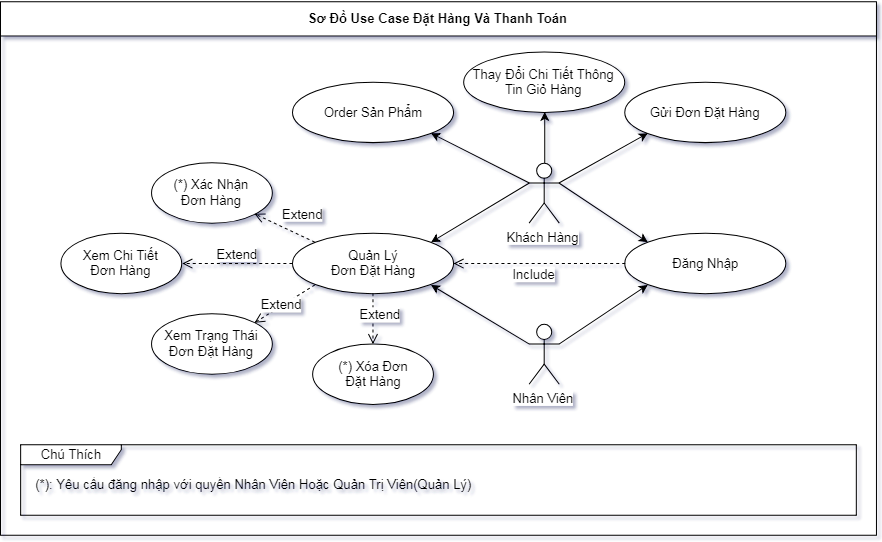 Sơ Đồ Use Case Đặt Hàng Và Thanh Toán
Thay Đổi Chi Tiết Thông
Tin Giỏ Hàng
Order Sản Phẩm
Gửi Đơn Đặt Hàng
(*) Xác Nhận
Đơn Hàng
Extend
Khách Hàng
Xem Chi Tiết
Đơn Hàng
Extend
Quản Lý
Đơn Đặt Hàng
Include
Đăng Nhập
Extend
Extend
Xem Trạng Thái
Đơn Đặt Hàng
(*) Xóa Đơn
Đặt Hàng
Nhân Viên
Chú Thích
(*): Yêu cầu đăng nhập với quyền Nhân Viên Hoặc Quản Trị Viên(Quản Lý)